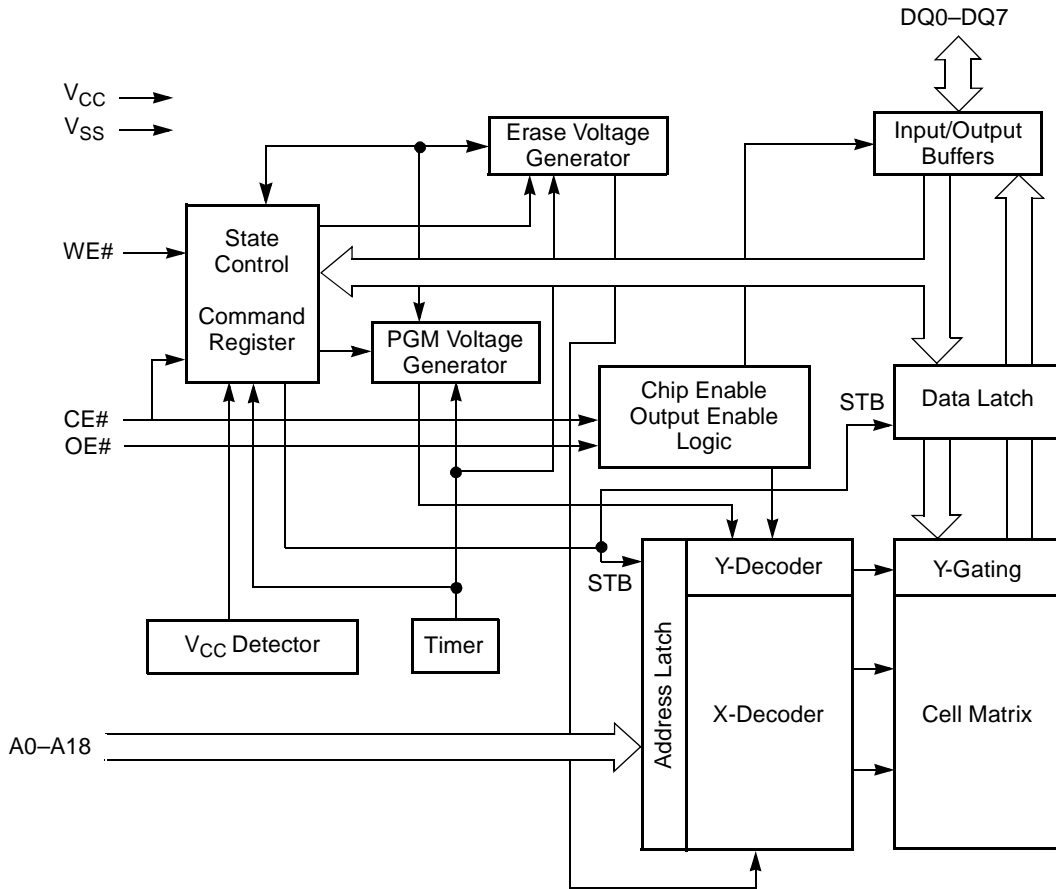 DQ0–DQ7
VCC
VSS
Erase Voltage
Generator
Input/Output
Buffers
WE#
State
Control
Command
Register
PGM Voltage
Generator
Chip Enable
Output Enable
Logic
STB
Data Latch
CE#
OE#
STB
Y-Decoder
Y-Gating
VCC Detector
Timer
Address Latch
X-Decoder
Cell Matrix
A0–A18